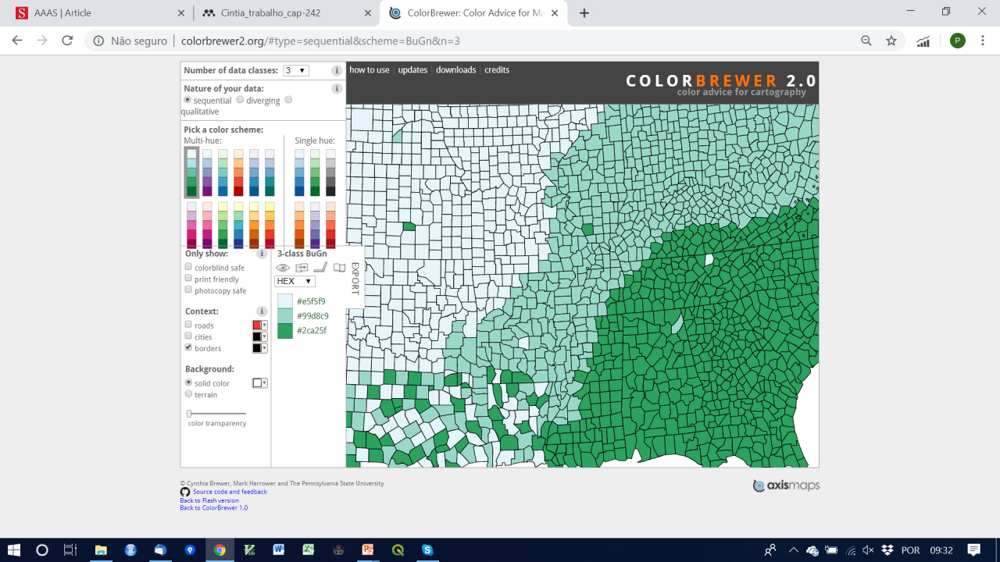 AAAS | Article
Cintia_trabalho_cap-242
ColorBrewer: Color Advice for Ma
Não seguro | colorbrewer2.org/#type=sequential&scheme=BuGn&n=3
P
Number of data classes: 3
how to use | updates | downloads | credits
COLORBREWER 2.0
color advice for cartography
Nature of your data:
sequential diverging
qualitative
Pick a color scheme:
Multi-hue: Single hue:
Only show:
colorblind safe
print friendly
photocopy safe
Context:
roads
cities
borders
Background:
solid color
terrain
color transparency
3-class BuGn
HEX
#e5f5f9
#99d8c9
#2ca25f
EXPORT
© Cynthia Brewer, Mark Harrower and The Pennsylvania State University
Source code and feedback
Back to Flash version
Back to ColorBrewer 1.0
axismaps
POR 09:32